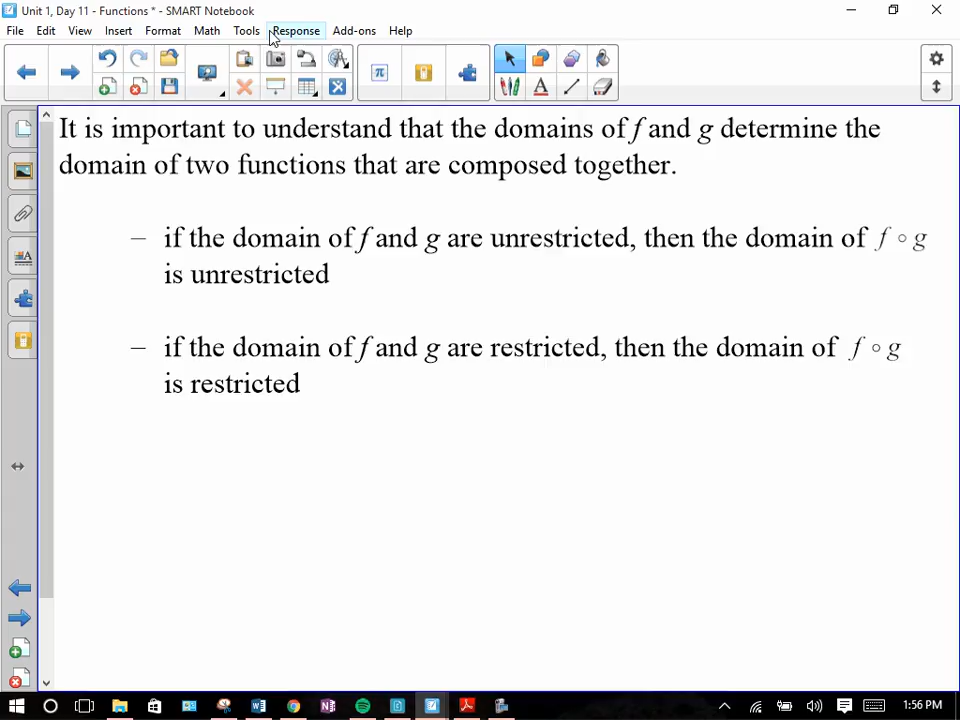 Unit 1, Day 11 - Functions * - SMART Notebook
File Edit View Insert Format Math Tools Response Add-ons Help
It is important to understand that the domains of f and g determine the
domain of two functions that are composed together.
– if the domain of f and g are unrestricted, then the domain of f ∘ g
is unrestricted
– if the domain of f and g are restricted, then the domain of f ∘ g
is restricted
1:56 PM